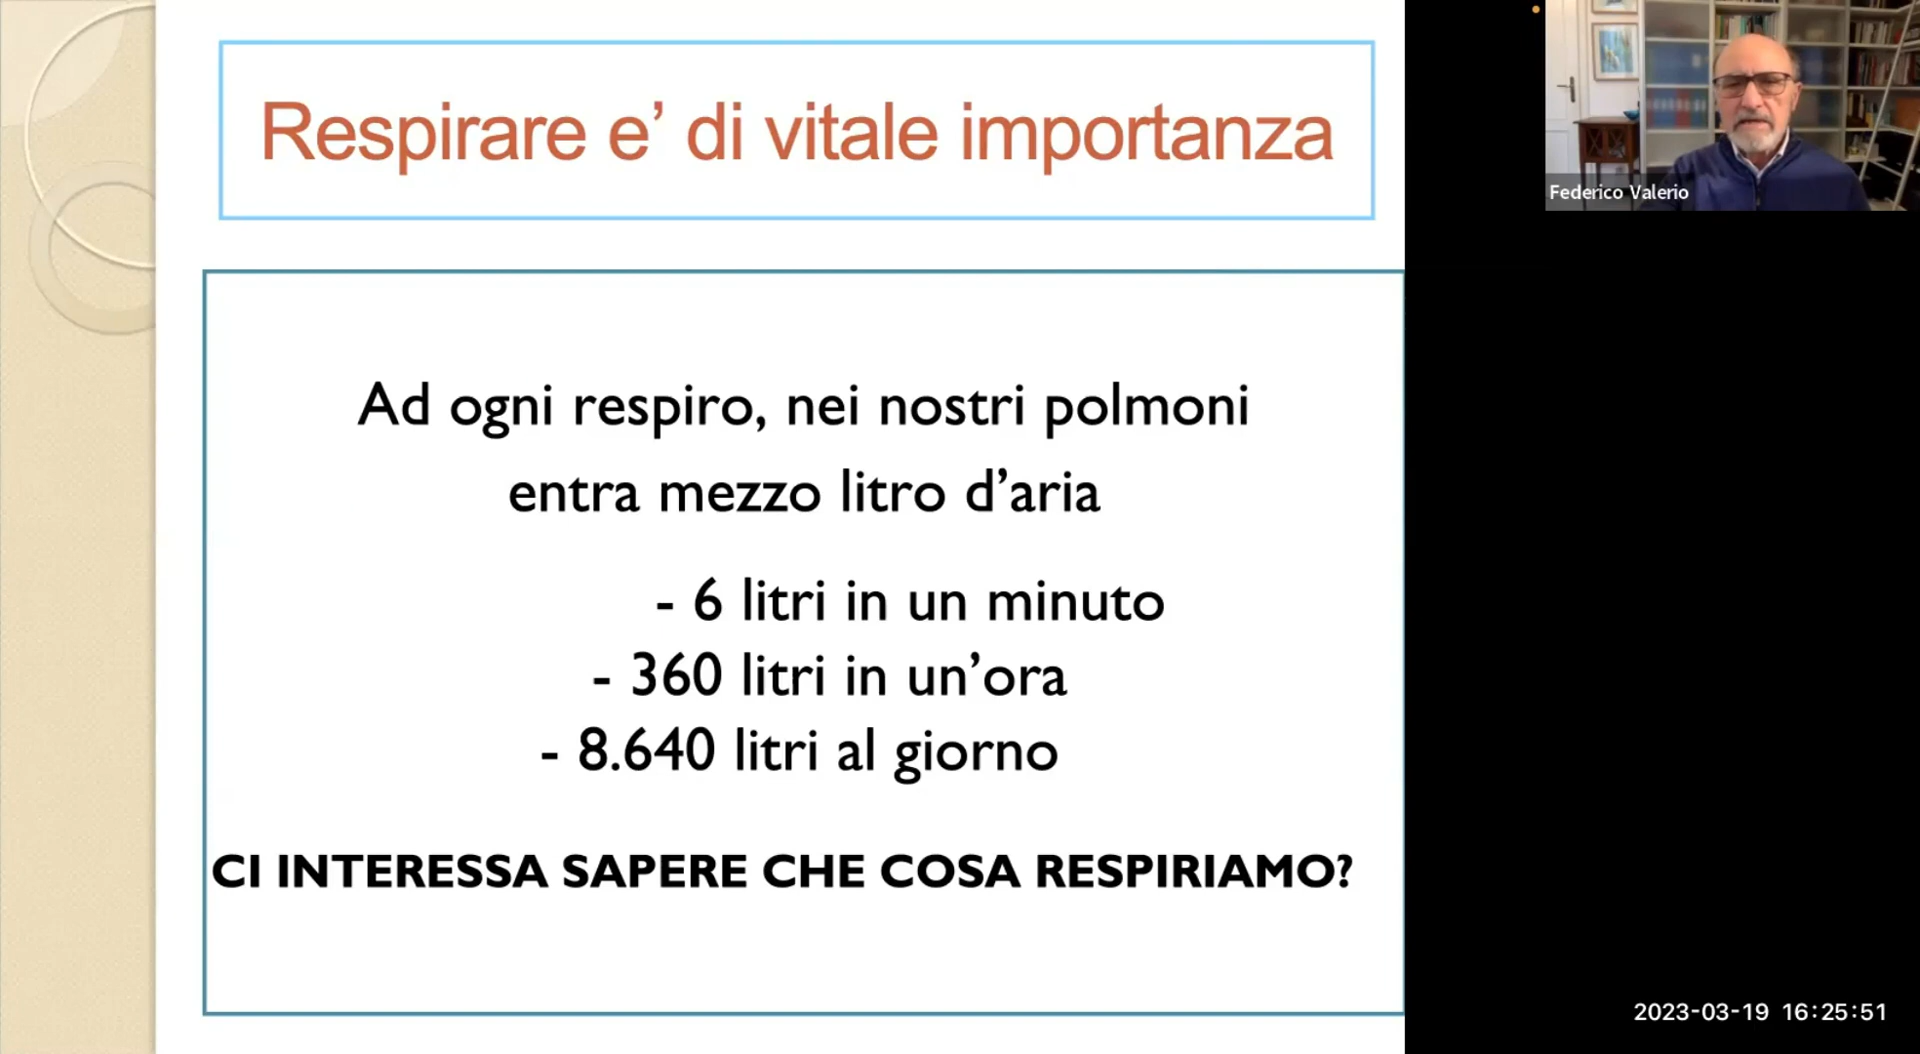 Respirare e’ di vitale importanza
Ad ogni respiro, nei nostri polmoni
entra mezzo litro d’aria
- 6 litri in un minuto
- 360 litri in un’ora
- 8.640 litri al giorno
CI INTERESSA SAPERE CHE COSA RESPIRIAMO?
Federico Valerio
2023-03-19 16:25:51